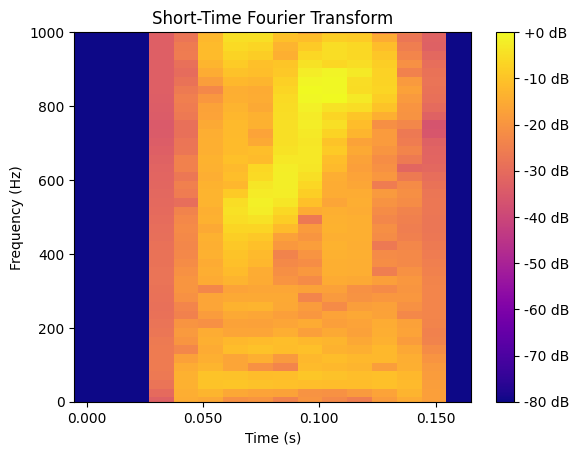 Short-Time Fourier Transform
1000
800
600
400
200
0
Frequency (Hz)
0.000
0.050
0.100
0.150
Time (s)
+0 dB
-10 dB
-20 dB
-30 dB
-40 dB
-50 dB
-60 dB
-70 dB
-80 dB